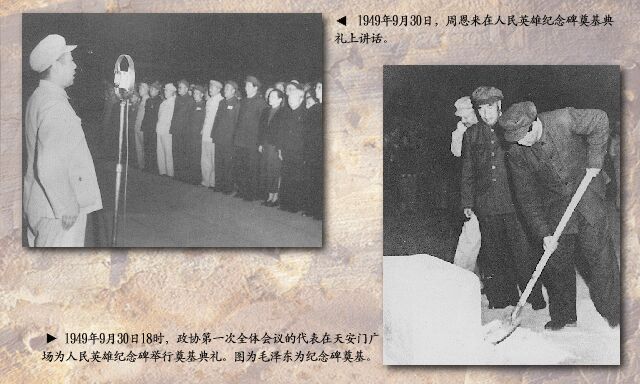 ◀ 1949年9月30日，周恩来在人民英雄纪念碑奠基典
礼上讲话。
▶ 1949年9月30日18时，政协第一次全体会议的代表在天安门广
场为人民英雄纪念碑举行奠基典礼。图为毛泽东为纪念碑奠基。